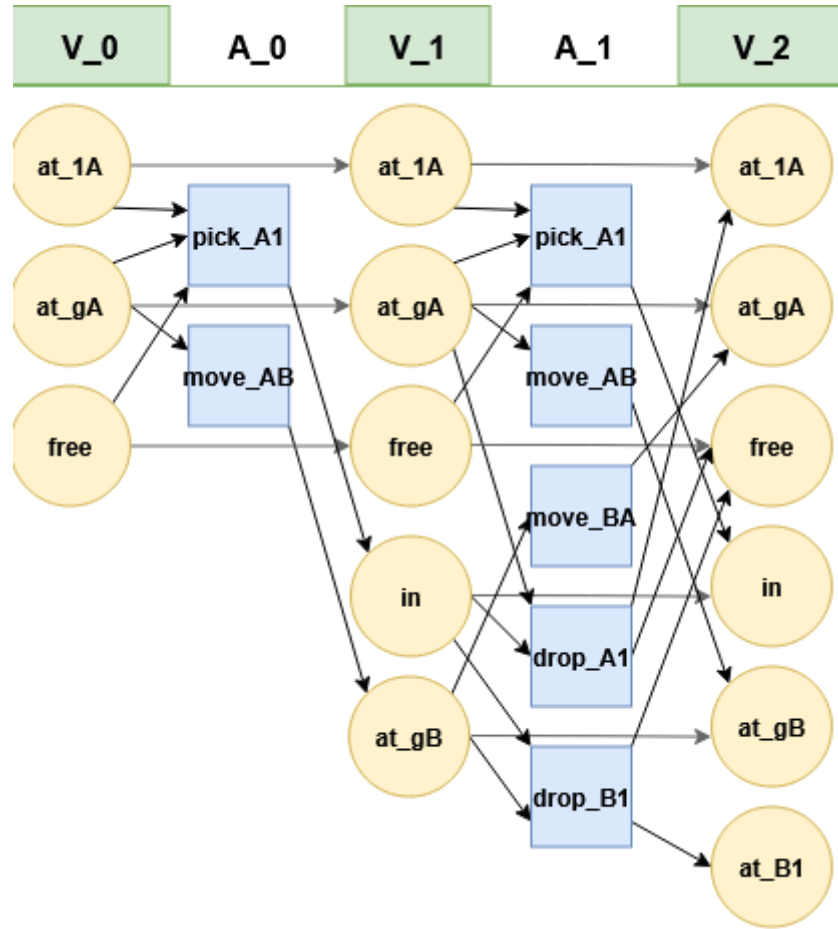 V_0 A_0 V_1 A_1 V_2
at_1A at_1A at_1A
pick_A1 pick_A1
at_gA at_gA at_gA
move_AB move_AB
free free free
move_BA
in in
drop_A1
at_gB at_gB
drop_B1
at_B1